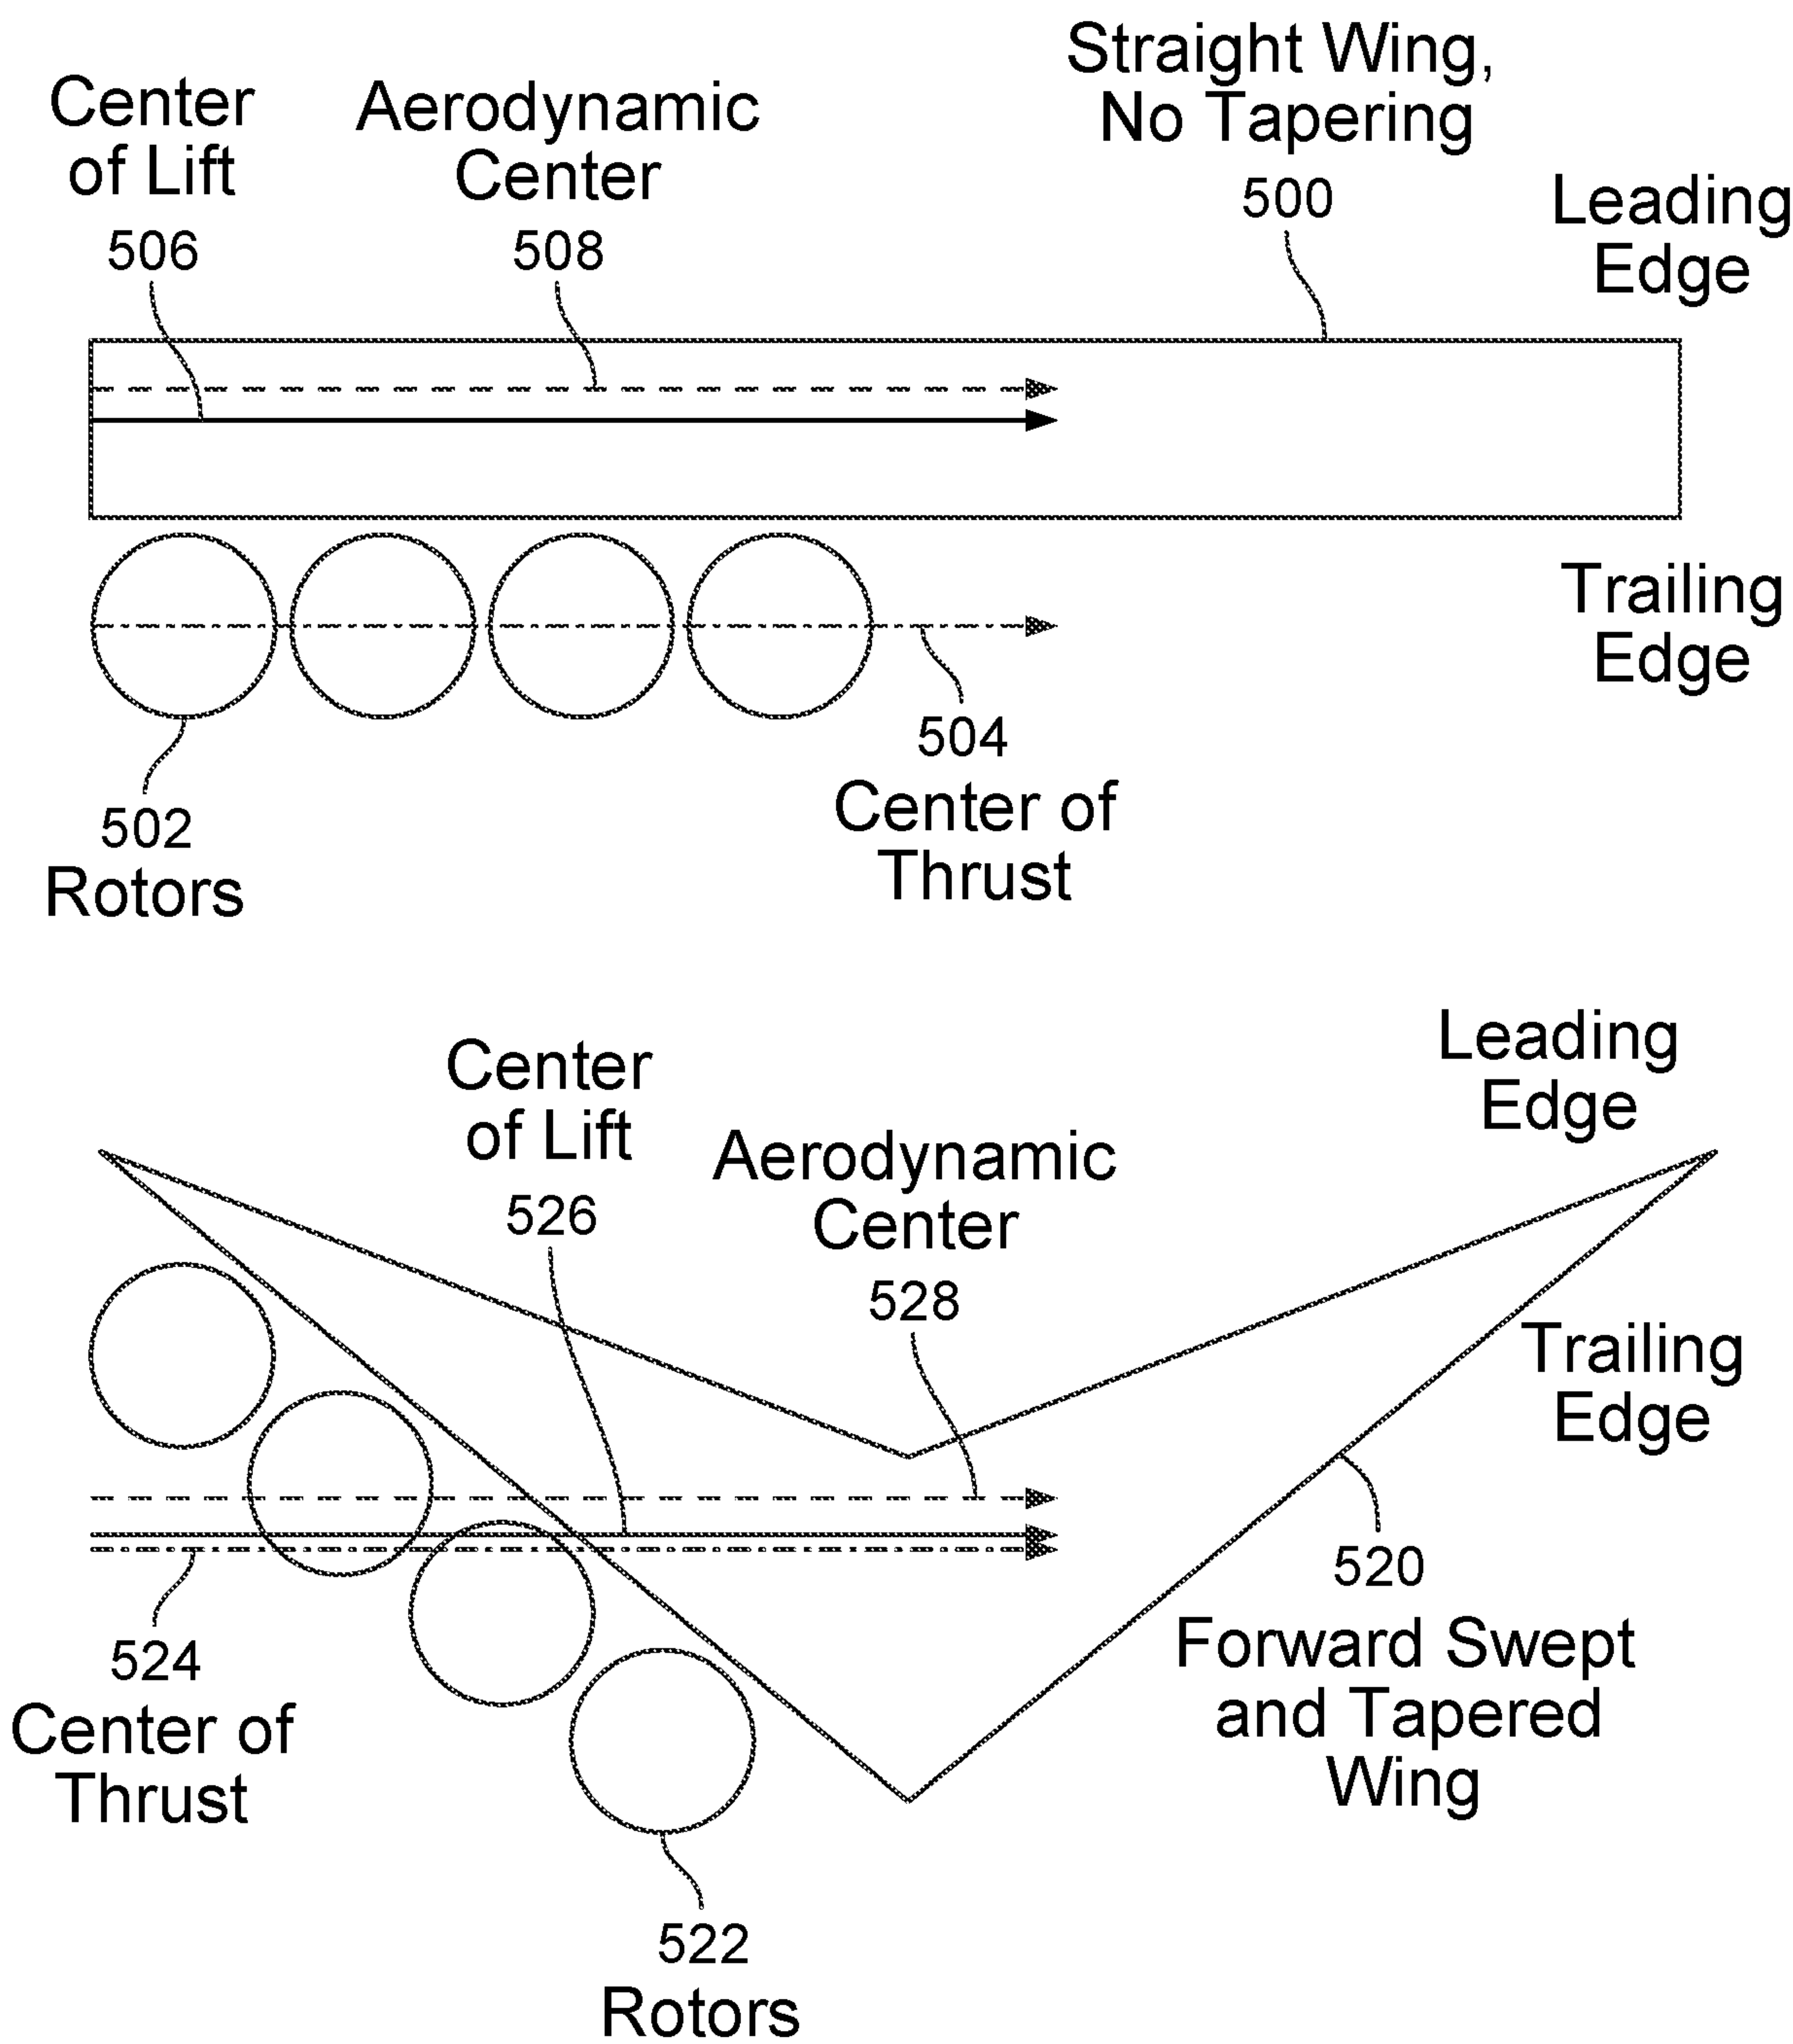 Straight Wing,
No Tapering
500
Center
of Lift
506
Aerodynamic
Center
508
Leading
Edge
Trailing
Edge
504
Center of
Thrust
502
Rotors
Leading
Edge
Center
of Lift
526
Aerodynamic
Center
528
Trailing
Edge
520
Forward Swept
and Tapered
Wing
524
Center of
Thrust
522
Rotors